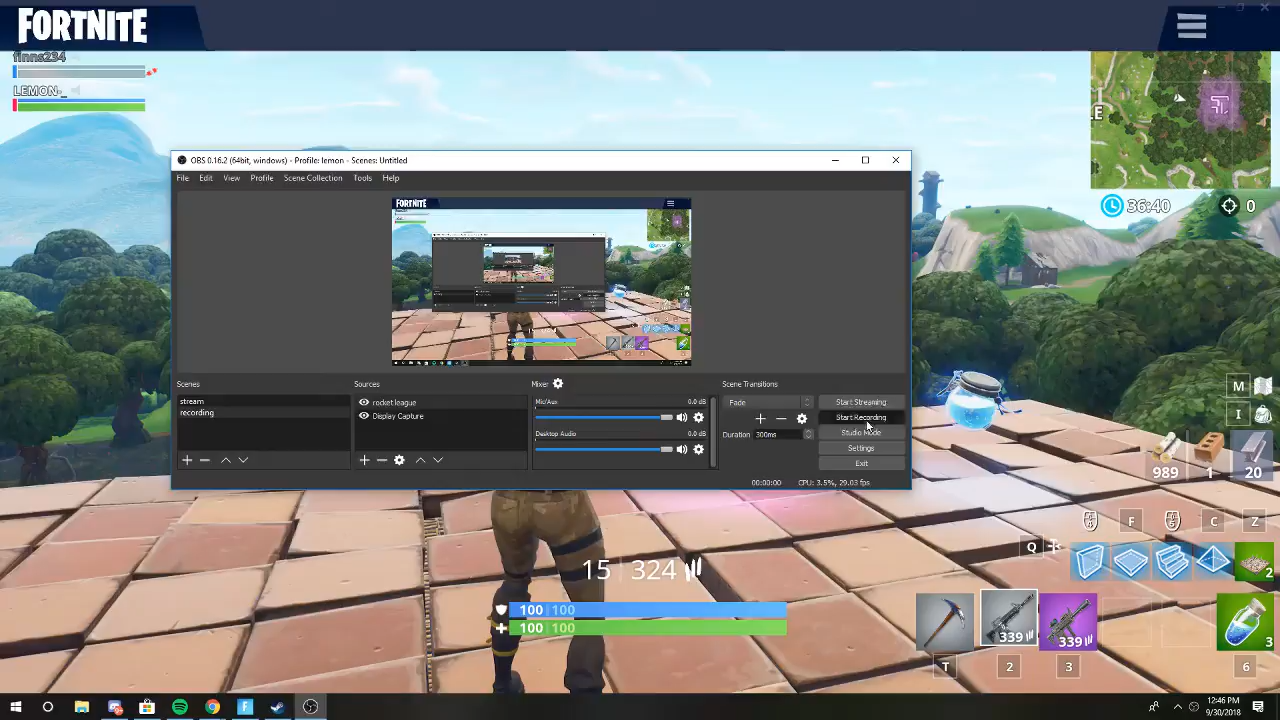 FORTNITE
finns234
LEMON-_
LE
36:40
0
OBS 0.16.2 (64bit, windows) - Profile: lemon - Scenes: Untitled
File Edit View Profile Scene Collection Tools Help
FORTNITE
Scenes
stream
recording
Sources
rocket league
Display Capture
Mixer
Mic/Aux 0.0 dB
Desktop Audio 0.0 dB
Scene Transitions
Fade
Duration 300ms
Start Streaming
Start Recording
Studio Mode
Settings
Exit
00:00:00 CPU: 3.5%, 29.03 fps
M
I
989 1 20
F C Z
Q
2
15 324
100 100
100 100
339 339 3
T 2 3 6
12:46 PM
9/30/2018